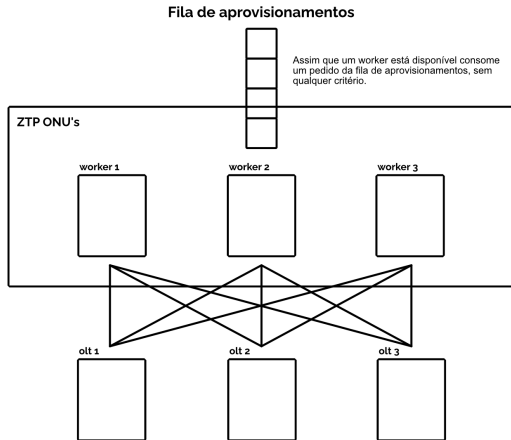 Fila de aprovisionamentos
Assim que um worker está disponível consome
um pedido da fila de aprovisionamentos, sem
qualquer critério.
ZTP ONU's
worker 1
worker 2
worker 3
olt 1
olt 2
olt 3